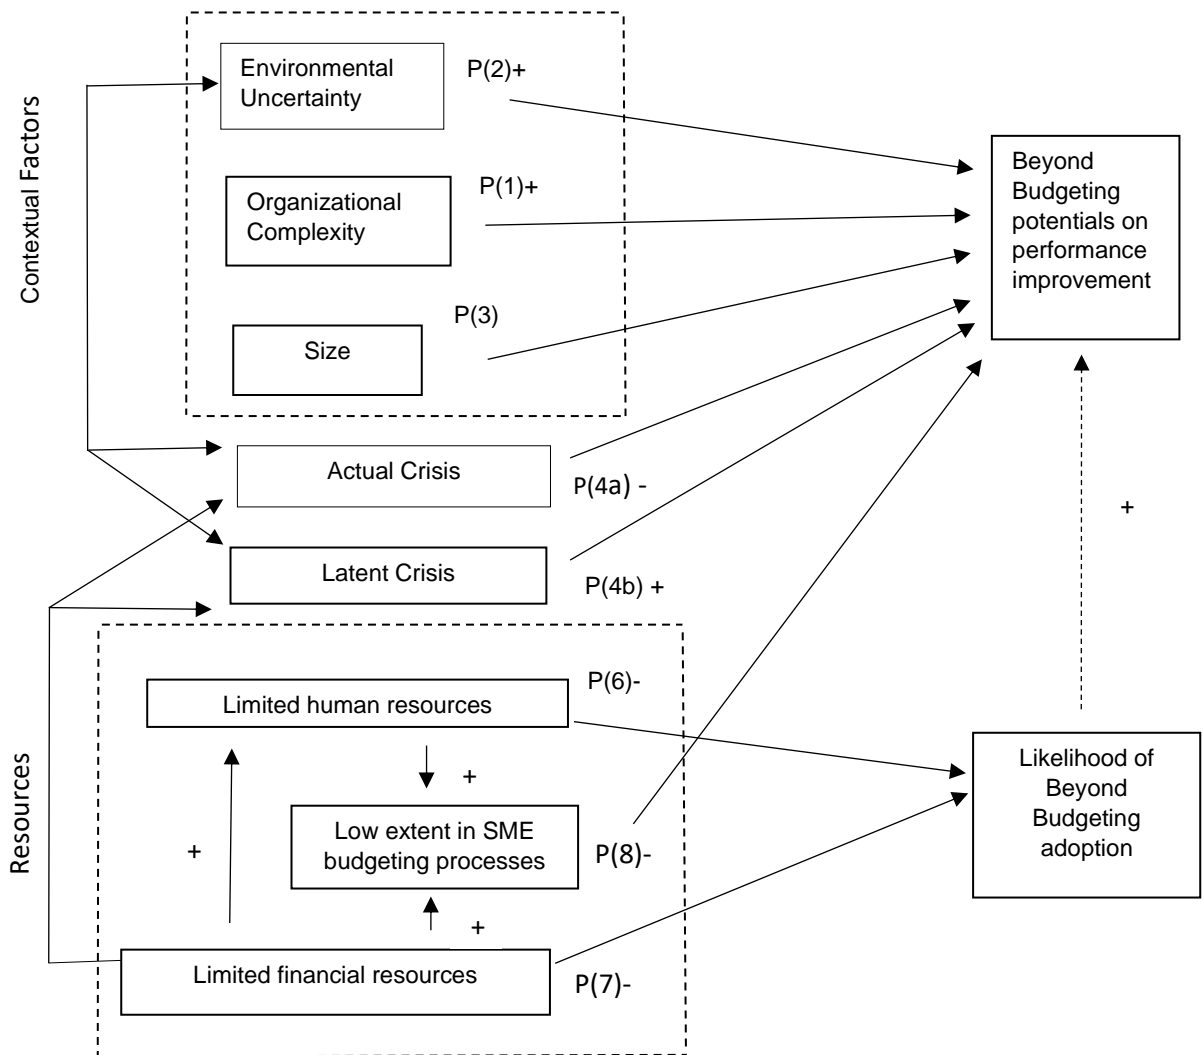 Contextual Factors
Environmental
Uncertainty
P(2)+
Organizational
Complexity
P(1)+
Size
P(3)
Beyond
Budgeting
potentials on
performance
improvement
Actual Crisis
P(4a) -
Latent Crisis
P(4b) +
+
Resources
Limited human resources
P(6)-
+
Low extent in SME
budgeting processes
P(8)-
+
+
Limited financial resources
P(7)-
Likelihood of
Beyond
Budgeting
adoption